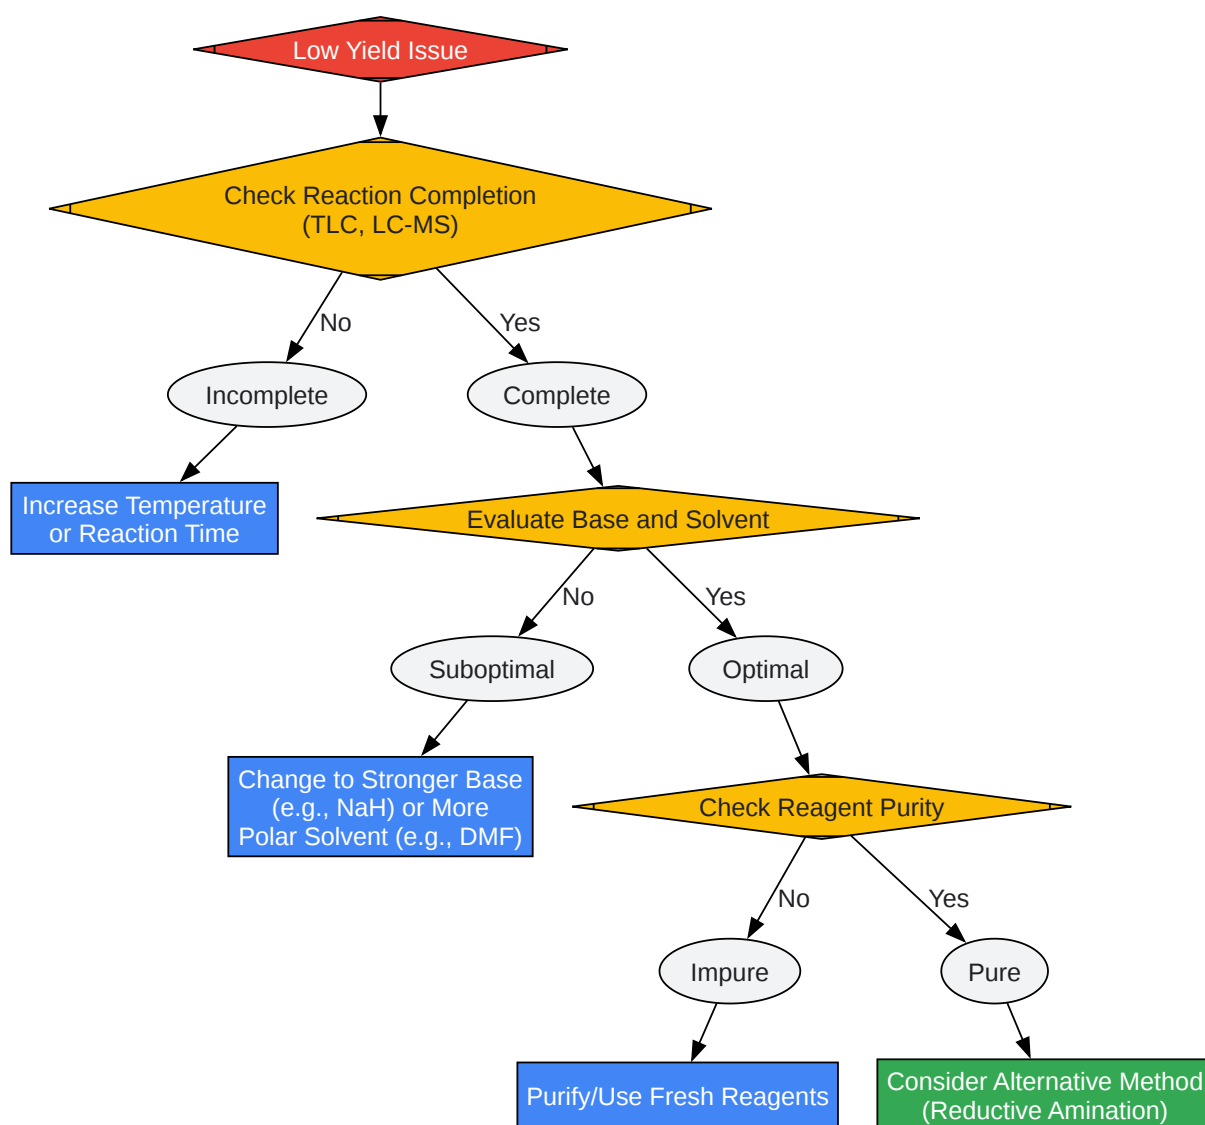 Low Yield Issue
Check Reaction Completion
(TLC, LC-MS)
No
Yes
Incomplete
Complete
Increase Temperature
or Reaction Time
Evaluate Base and Solvent
No
Yes
Suboptimal
Optimal
Change to Stronger Base
(e.g., NaH) or More
Polar Solvent (e.g., DMF)
Check Reagent Purity
No
Yes
Impure
Pure
Purify/Use Fresh Reagents
Consider Alternative Method
(Reductive Amination)